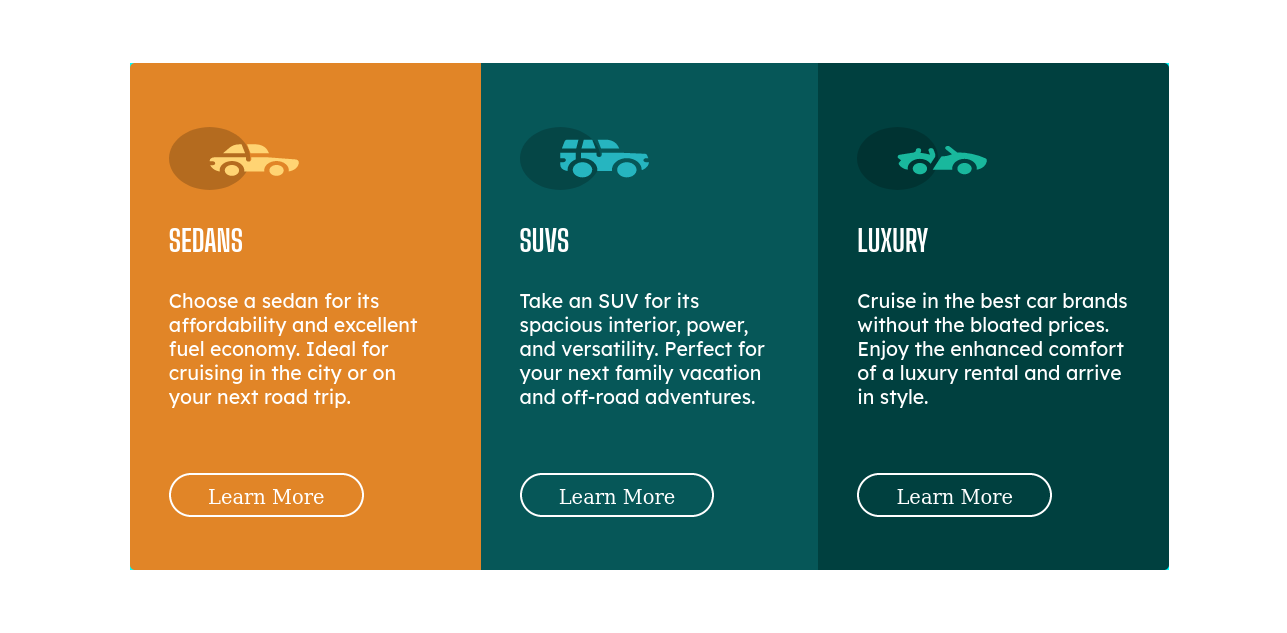 SEDANS
Choose a sedan for its
affordability and excellent
fuel economy. Ideal for
cruising in the city or on
your next road trip.
Learn More
SUVS
Take an SUV for its
spacious interior, power,
and versatility. Perfect for
your next family vacation
and off-road adventures.
Learn More
LUXURY
Cruise in the best car brands
without the bloated prices.
Enjoy the enhanced comfort
of a luxury rental and arrive
in style.
Learn More